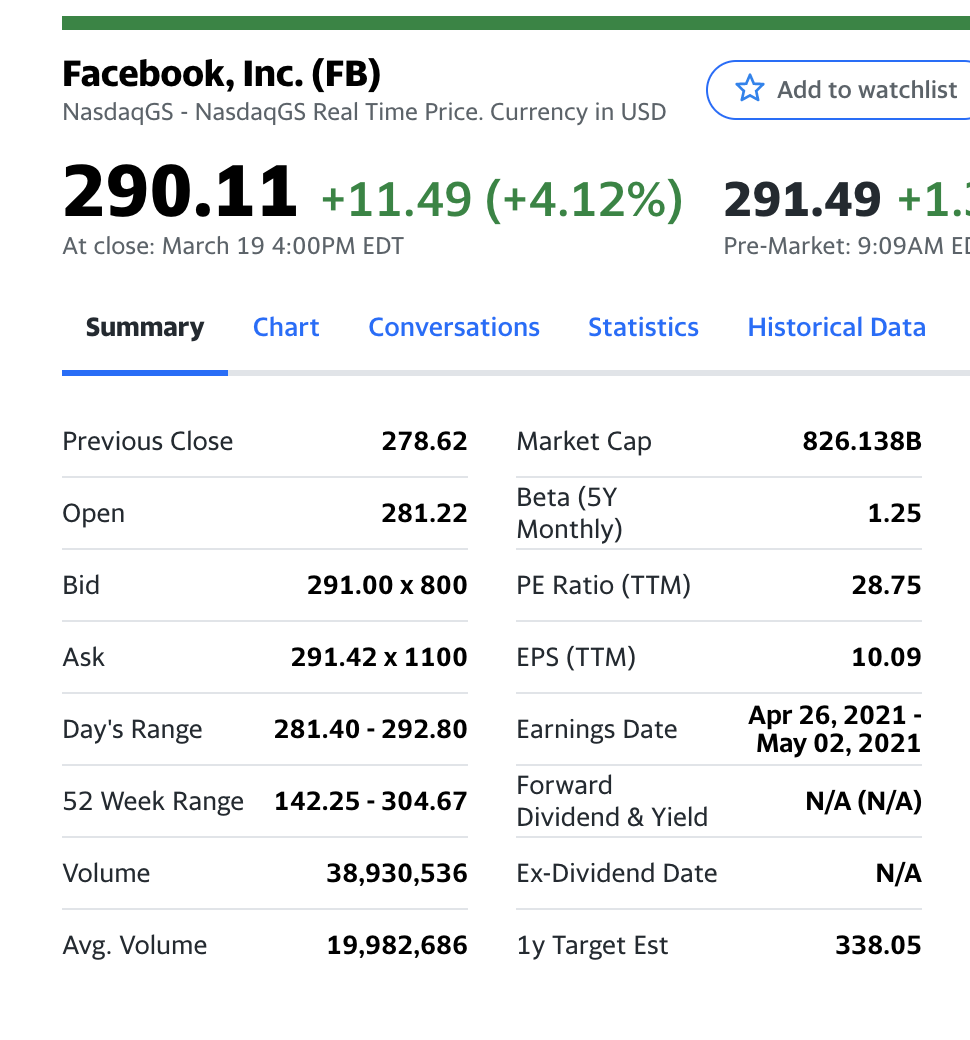 Facebook, Inc. (FB)
NasdaqGS - NasdaqGS Real Time Price. Currency in USD
Add to watchlist
290.11 +11.49 (+4.12%)
At close: March 19 4:00PM EDT
291.49
Pre-Market: 9:09AM
Summary Chart Conversations Statistics Historical Data
Previous Close 278.62
Open 281.22
Bid 291.00 x 800
Ask 291.42 x 1100
Day's Range 281.40 - 292.80
52 Week Range 142.25 - 304.67
Volume 38,930,536
Avg. Volume 19,982,686
Market Cap 826.138B
Beta (5Y
Monthly) 1.25
PE Ratio (TTM) 28.75
EPS (TTM) 10.09
Earnings Date Apr 26, 2021 -
May 02, 2021
Forward
Dividend & Yield N/A (N/A)
Ex-Dividend Date N/A
1y Target Est 338.05